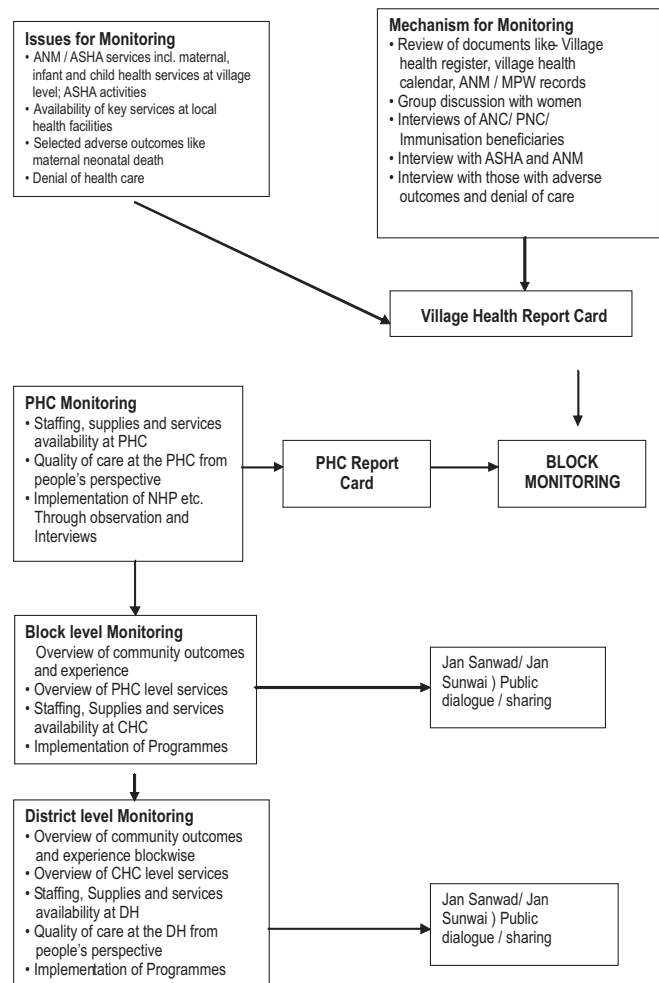 Issues for Monitoring
• ANM / ASHA services incl. maternal,
infant and child health services at village
level; ASHA activities
• Availability of key services at local
health facilities
• Selected adverse outcomes like
maternal neonatal death
• Denial of health care
Mechanism for Monitoring
• Review of documents like- Village
health register, village health
calendar, ANM / MPW records
• Group discussion with women
• Interviews of ANC/ PNC/
Immunisation beneficiaries
• Interview with ASHA and ANM
• Interview with those with adverse
outcomes and denial of care
Village Health Report Card
PHC Monitoring
• Staffing, supplies and services
availability at PHC
• Quality of care at the PHC from
people's perspective
• Implementation of NHP etc.
Through observation and
Interviews
PHC Report
Card
BLOCK
MONITORING
Block level Monitoring
Overview of community outcomes
and experience
• Overview of PHC level services
• Staffing, Supplies and services
availability at CHC
• Implementation of Programmes
Jan Sanwad/ Jan
Sunwai ) Public
dialogue / sharing
District level Monitoring
• Overview of community outcomes
and experience blockwise
• Overview of CHC level services
• Staffing, Supplies and services
availability at DH
• Quality of care at the DH from
people's perspective
• Implementation of Programmes
Jan Sanwad/ Jan
Sunwai ) Public
dialogue / sharing